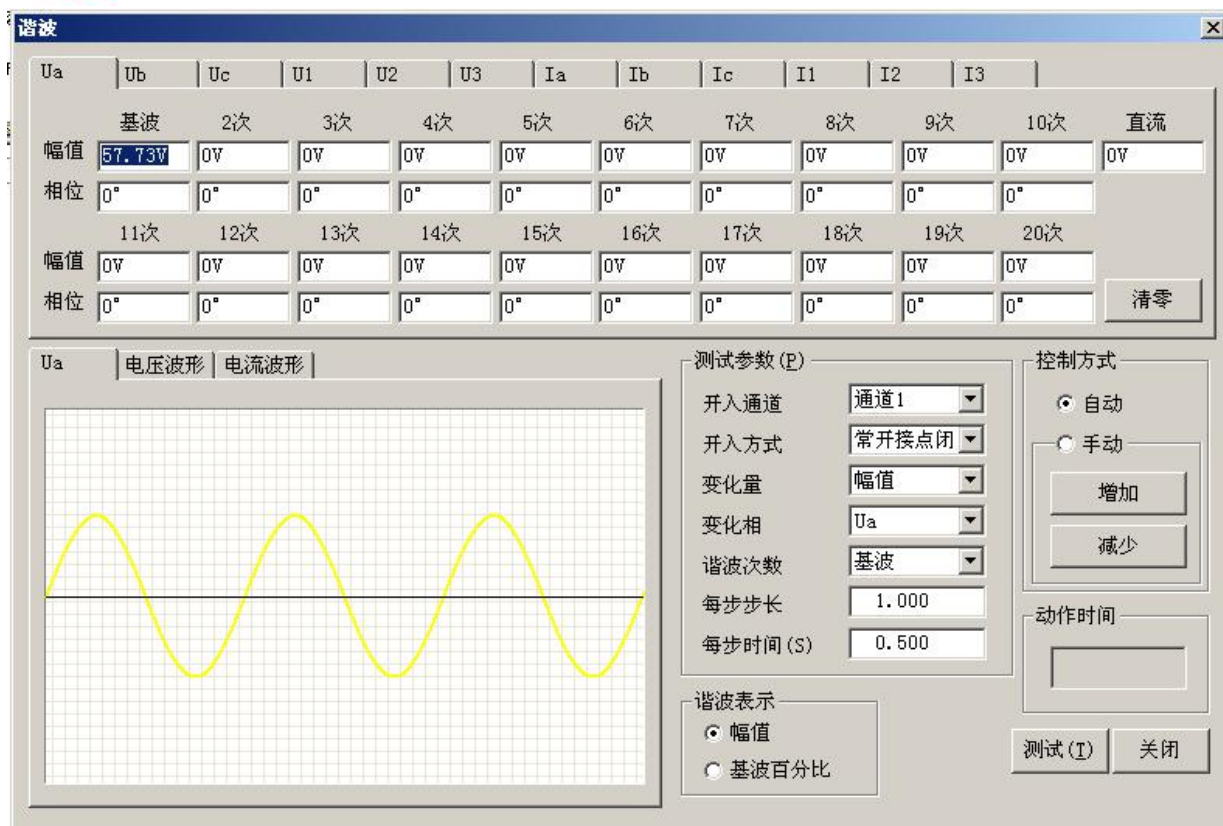 谐波
Ua Ub Uc U1 U2 U3 Ia Ib Ic I1 I2 I3
基波 2次 3次 4次 5次 6次 7次 8次 9次 10次 直流
幅值 57.73V 0V 0V 0V 0V 0V 0V 0V 0V 0V 0V
相位 0° 0° 0° 0° 0° 0° 0° 0° 0° 0°
11次 12次 13次 14次 15次 16次 17次 18次 19次 20次
幅值 0V 0V 0V 0V 0V 0V 0V 0V 0V 0V
相位 0° 0° 0° 0° 0° 0° 0° 0° 0° 0° 清零
Ua 电压波形 电流波形
测试参数(P)
开入通道 通道1
开入方式 常开接点闭
变化量 幅值
变化相 Ua
谐波次数 基波
每步步长 1.000
每步时间(S) 0.500
谐波表示
幅值
基波百分比
控制方式
自动
手动
增加
减少
动作时间
测试(T) 关闭